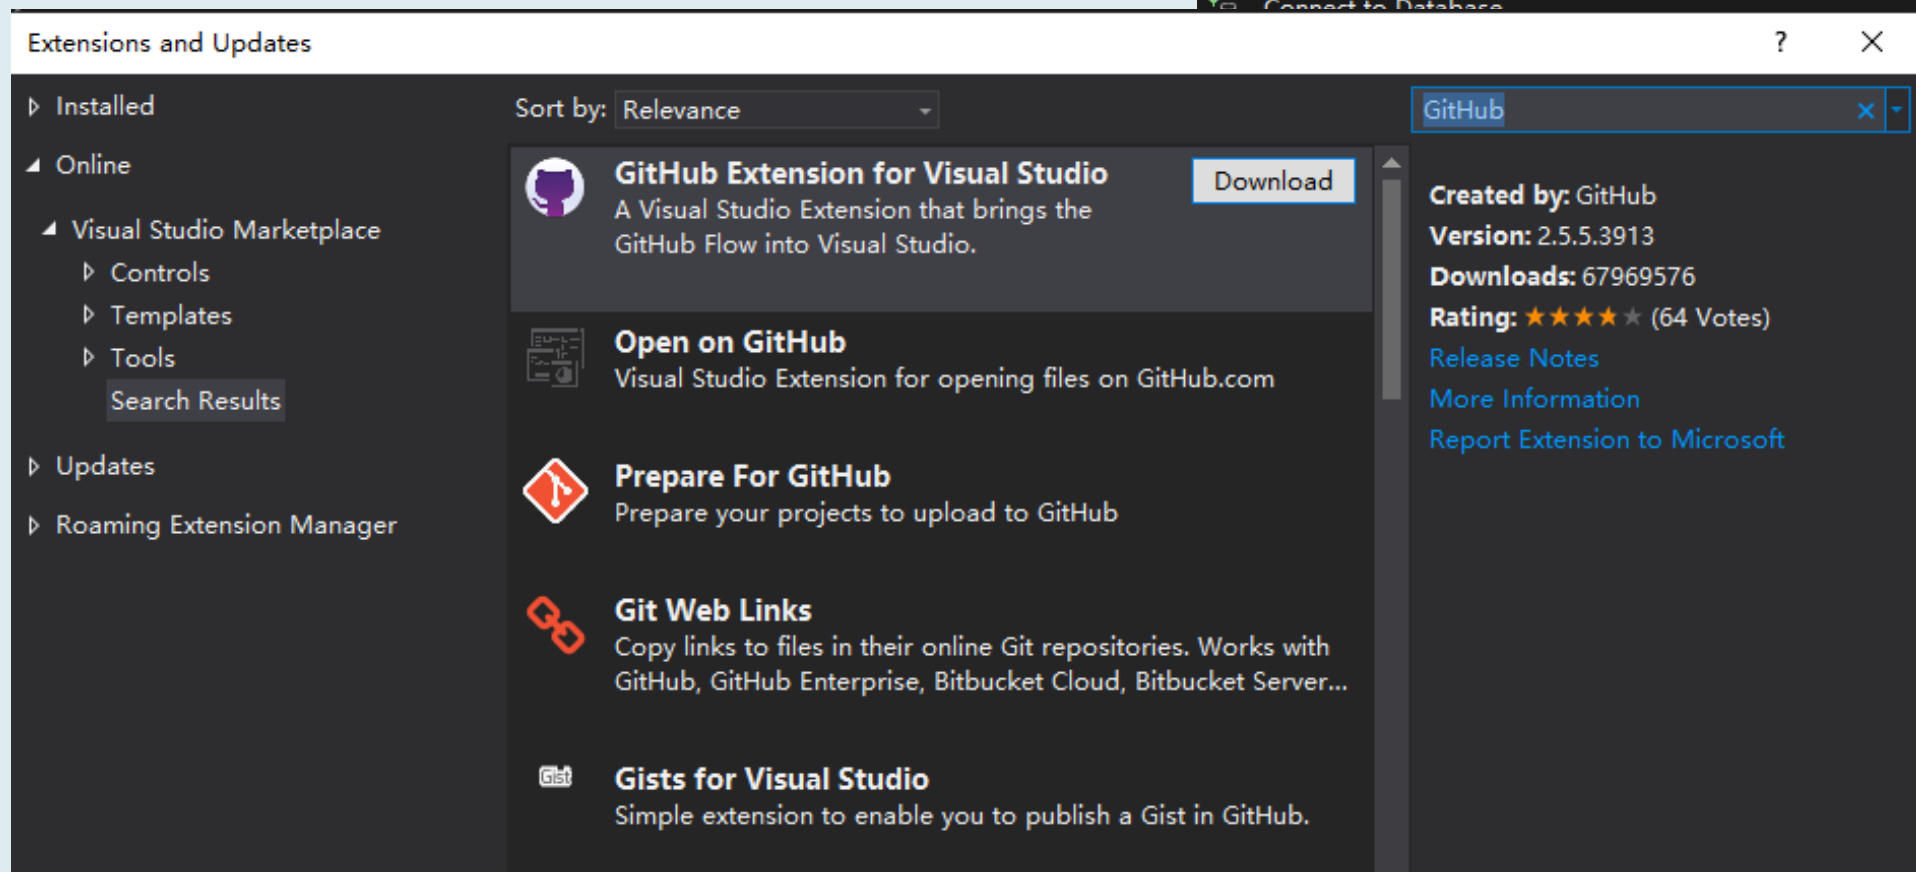 Connect to Database
Extensions and Updates
?
Installed
Online
Visual Studio Marketplace
Controls
Templates
Tools
Search Results
Updates
Roaming Extension Manager
Sort by: Relevance
GitHub Extension for Visual Studio
Download
A Visual Studio Extension that brings the
GitHub Flow into Visual Studio.
Open on GitHub
Visual Studio Extension for opening files on GitHub.com
Prepare For GitHub
Prepare your projects to upload to GitHub
Git Web Links
Copy links to files in their online Git repositories. Works with
GitHub, GitHub Enterprise, Bitbucket Cloud, Bitbucket Server...
Gist
Gists for Visual Studio
Simple extension to enable you to publish a Gist in GitHub.
GitHub
Created by: GitHub
Version: 2.5.5.3913
Downloads: 67969576
Rating: ★★★★★ (64 Votes)
Release Notes
More Information
Report Extension to Microsoft